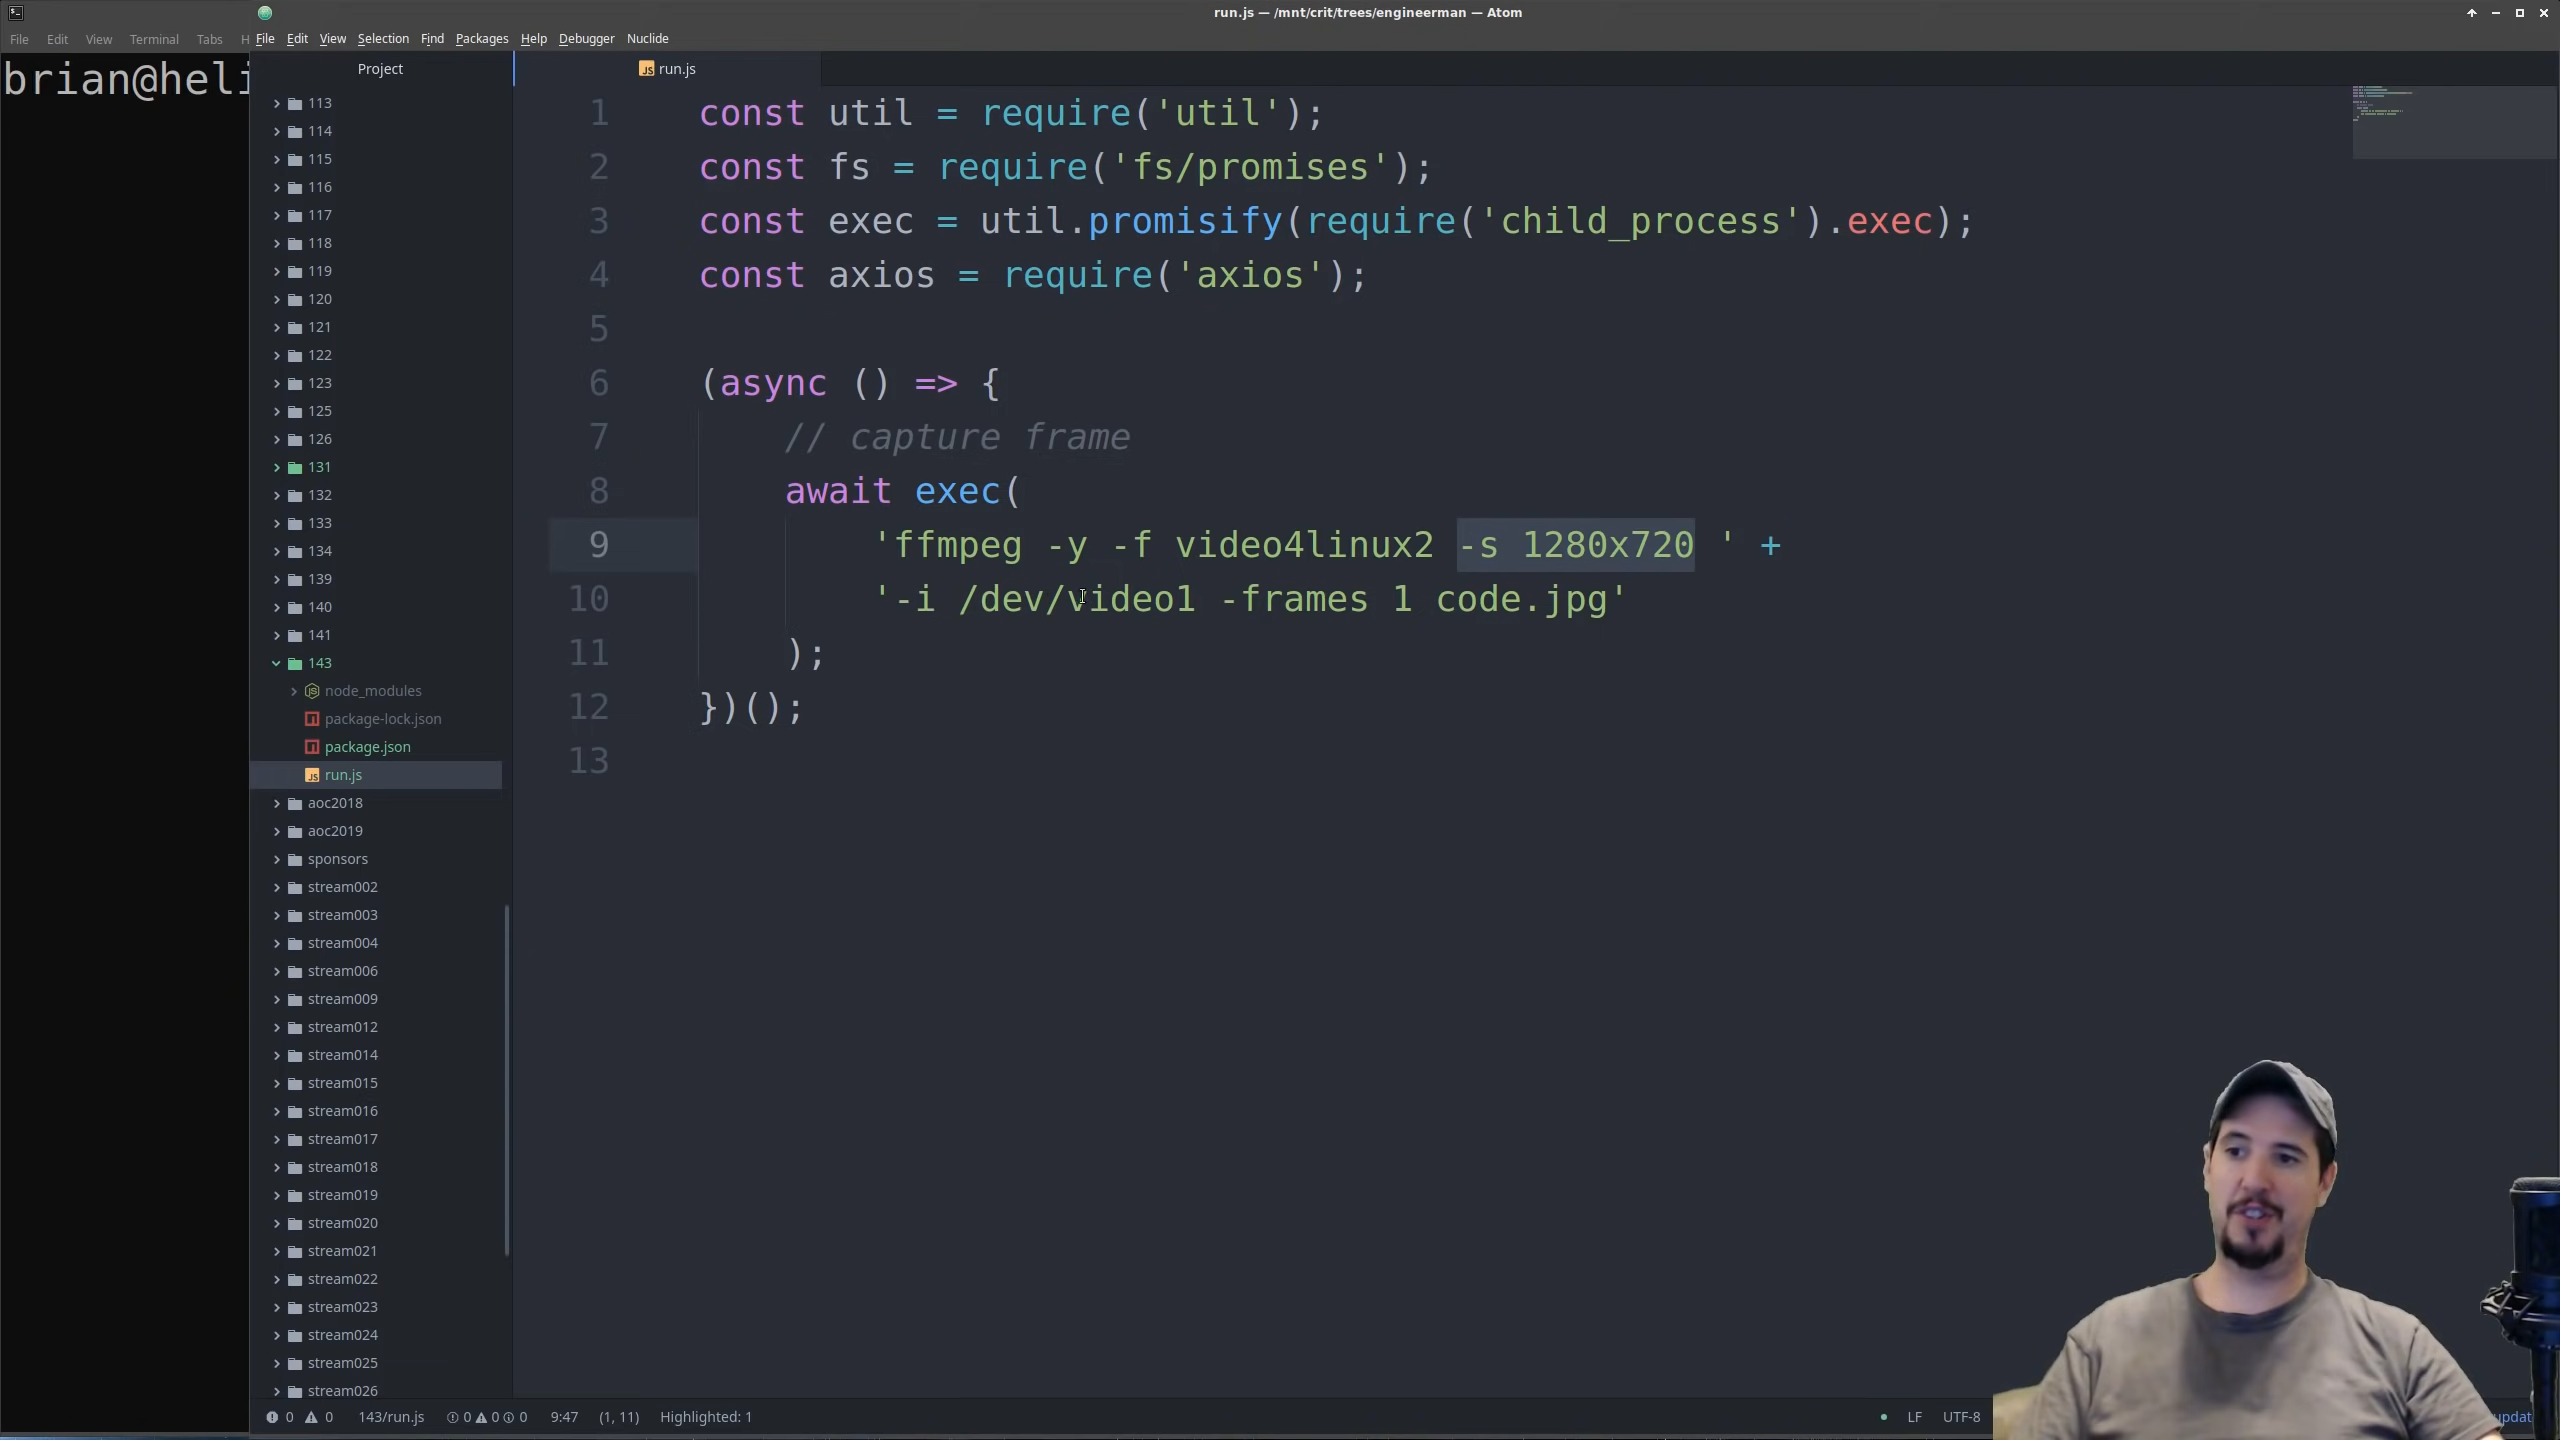 run.js — /mnt/crit/trees/engineerman — Atom
File Edit View Terminal Tabs H
File Edit View Selection Find Packages Help Debugger Nuclide
brian@heli
Project
113
114
115
116
117
118
119
120
121
122
123
125
126
131
132
133
134
139
140
141
143
node_modules
package-lock.json
package.json
run.js
aoc2018
aoc2019
sponsors
stream002
stream003
stream004
stream006
stream009
stream012
stream014
stream015
stream016
stream017
stream018
stream019
stream020
stream021
stream022
stream023
stream024
stream025
stream026
run.js
1 const util = require('util');
2 const fs = require('fs/promises');
3 const exec = util.promisify(require('child_process').exec);
4 const axios = require('axios');
5
6 (async () => {
7 // capture frame
8 await exec(
9 'ffmpeg -y -f video4linux2 -s 1280x720 ' +
10 '-i /dev/video1 -frames 1 code.jpg'
11 );
12 })();
13
0 0 143/run.js 0 0 0 9:47 (1, 11) Highlighted: 1 LF UTF-8 updat